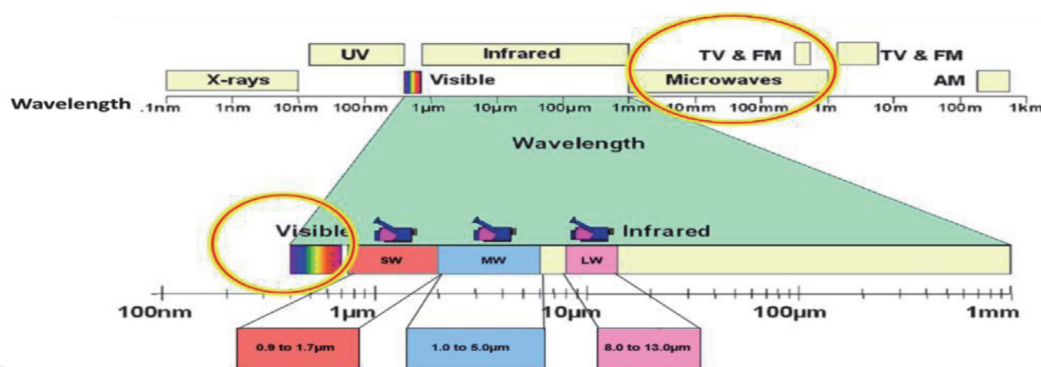 UV Infrared TV & FM TV & FM
X-rays Visible Microwaves AM
Wavelength .1nm 1nm 10nm 100nm 1μm 10μm 100μm 1mm 10mm 100mm 1m 10m 100m 1km
Wavelength
Visible Infrared
SW MW LW
100nm 1μm 10μm 100μm 1mm
0.9 to 1.7μm 1.0 to 5.0μm 8.0 to 13.0μm